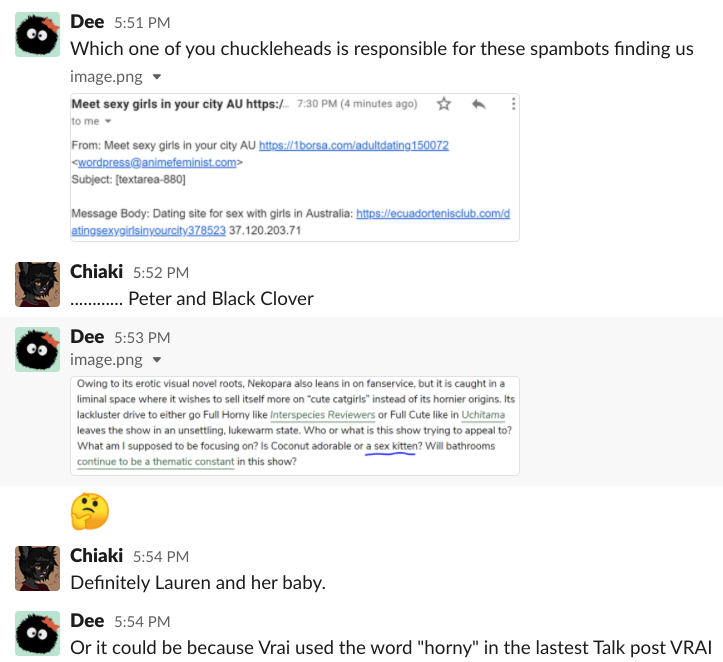 Dee 5:51 PM
Which one of you chuckleheads is responsible for these spambots finding us
image.png
Meet sexy girls in your city AU https:/... 7:30 PM (4 minutes ago)
to me
From: Meet sexy girls in your city AU https://1borsa.com/adultdating150072
<wordpress@animefeminist.com>
Subject: [textarea-880]
Message Body: Dating site for sex with girls in Australia: https://ecuadortenisclub.com/d
atingsexygirlsinyourcity378523 37.120.203.71
Chiaki 5:52 PM
............ Peter and Black Clover
Dee 5:53 PM
image.png
Owing to its erotic visual novel roots, Nekopara also leans in on fanservice, but it is caught in a
liminal space where it wishes to sell itself more on "cute catgirls" instead of its hornier origins. Its
lackluster drive to either go Full Horny like Interspecies Reviewers or Full Cute like in Uchitama
leaves the show in an unsettling, lukewarm state. Who or what is this show trying to appeal to?
What am I supposed to be focusing on? Is Coconut adorable or a sex kitten? Will bathrooms
continue to be a thematic constant in this show?
Chiaki 5:54 PM
Definitely Lauren and her baby.
Dee 5:54 PM
Or it could be because Vrai used the word "horny" in the lastest Talk post VRAI